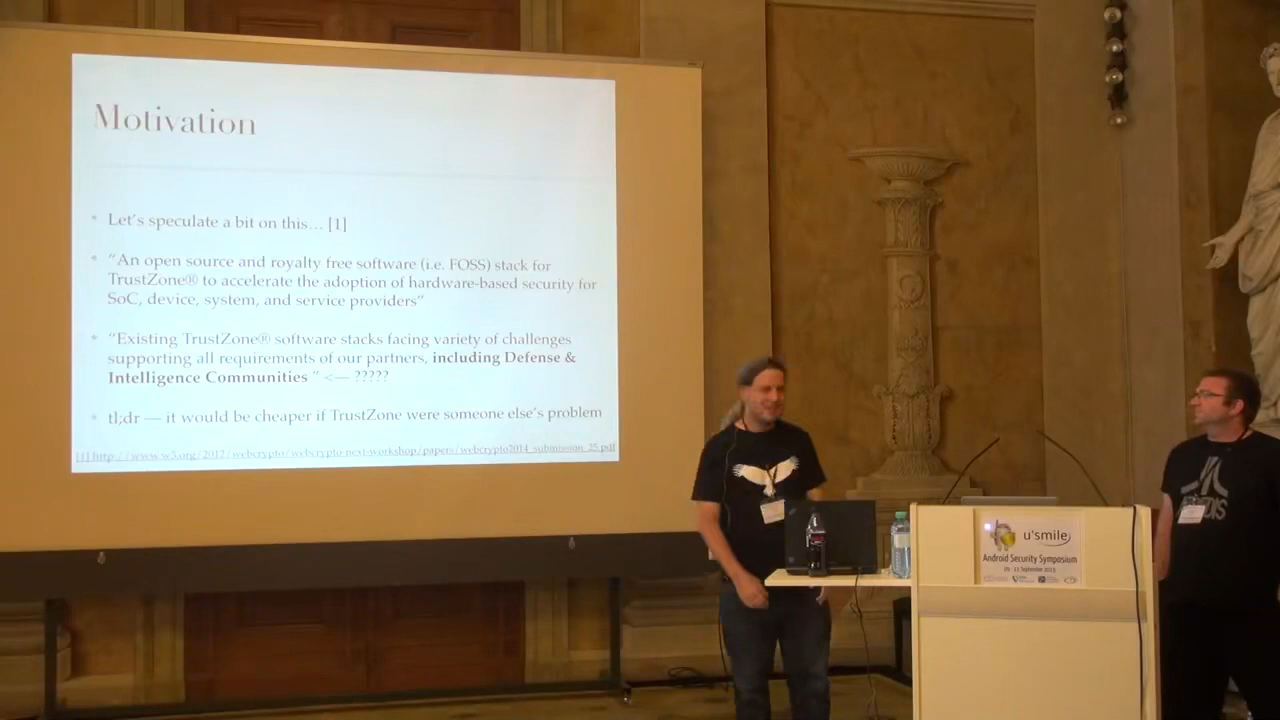 Motivation
Let's speculate a bit on this… [1]
"An open source and royalty free software (i.e. FOSS) stack for
TrustZone® to accelerate the adoption of hardware-based security for
SoC, device, system, and service providers"
"Existing TrustZone® software stacks facing variety of challenges
supporting all requirements of our partners, including Defense &
Intelligence Communities " <— ?????
tl;dr — it would be cheaper if TrustZone were someone else's problem
[1] http://www.w3.org/2012/webcrypto/webcrypto-next-workshop/papers/webcrypto2014_submission_25.pdf
u'smile
Android Security Symposium